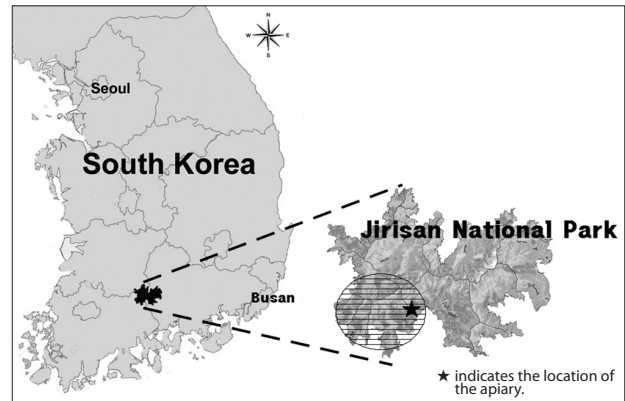 N
W E
S
Seoul
South Korea
Jirisan National Park
Busan
★ indicates the location of
the apiary.